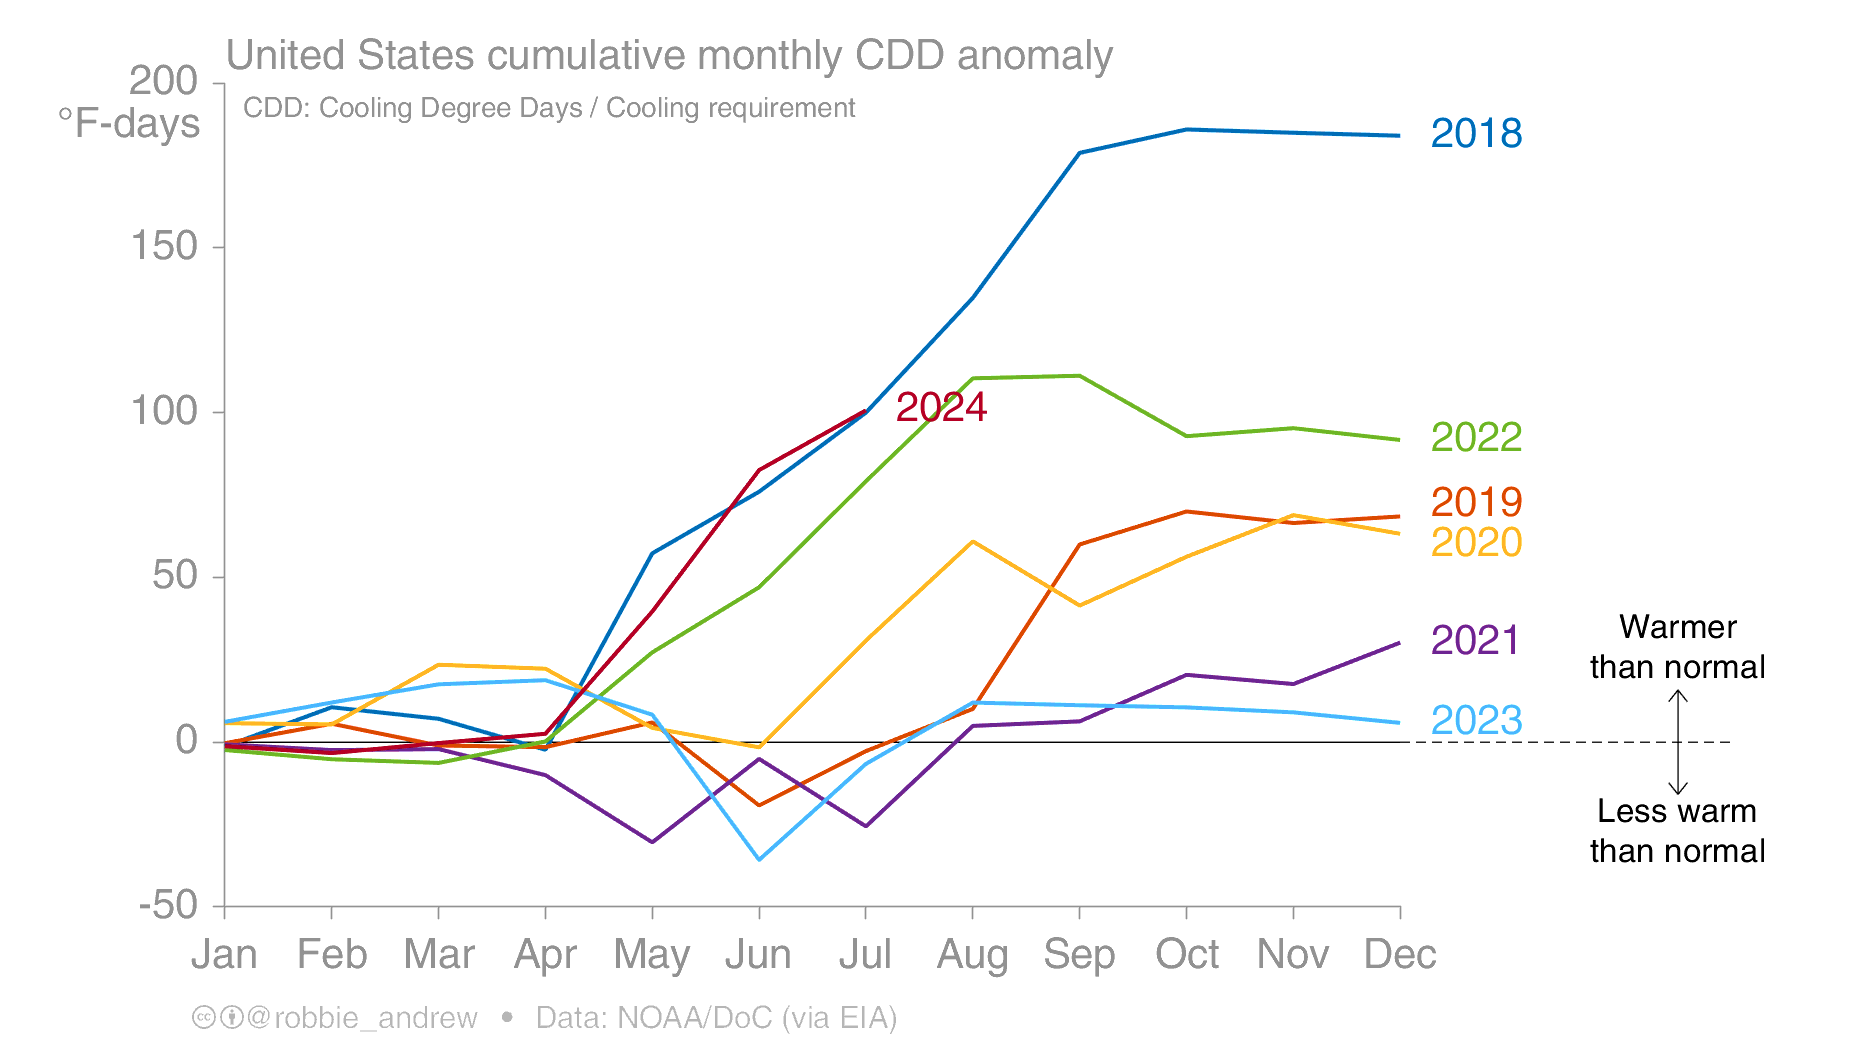 United States cumulative monthly CDD anomaly
200
°F-days
CDD: Cooling Degree Days / Cooling requirement
2018
150
100
2024
2022
2019
2020
50
2021
Warmer
than normal
2023
0
Less warm
than normal
-50
Jan Feb Mar Apr May Jun Jul Aug Sep Oct Nov Dec
@robbie_andrew • Data: NOAA/DoC (via EIA)